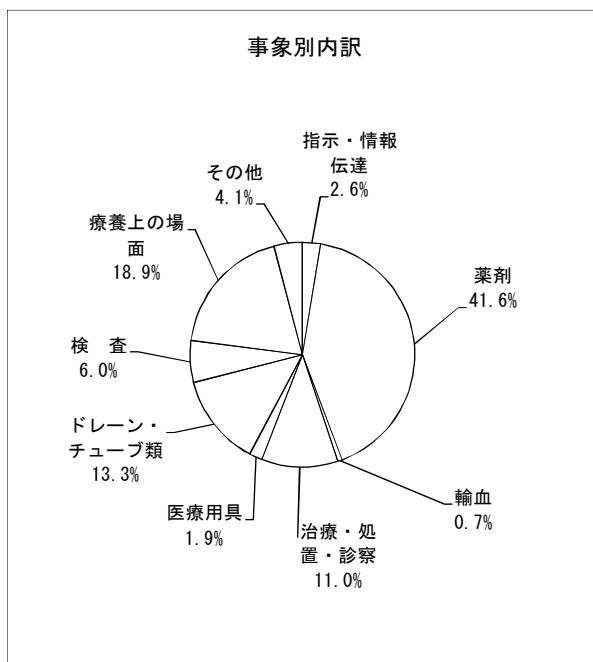 事象別内訳
指示・情報
伝達
2.6%
薬剤
41.6%
輸血
0.7%
治療・処
置・診察
11.0%
医療用具
1.9%
ドレーン・
チューブ類
13.3%
検　査
6.0%
療養上の場
面
18.9%
その他
4.1%